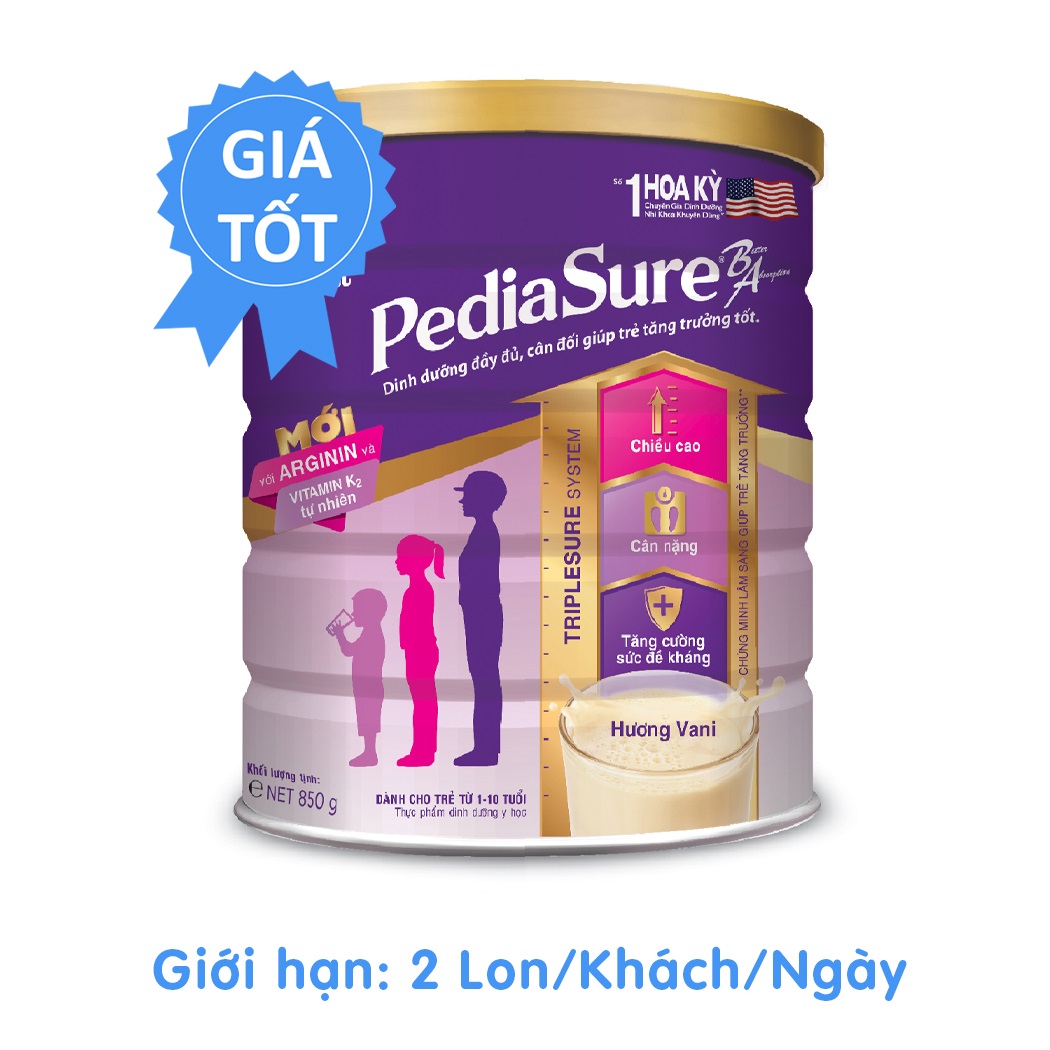 GIÁ
TỐT
Số 1 HOA KỲ
Chuyên Gia Dinh Dưỡng
Nhi Khoa Khuyên Dùng
PediaSure®
Better
Absorption
Dinh dưỡng đầy đủ, cân đối giúp trẻ tăng trưởng tốt.
MỚI
với ARGININ và
VITAMIN K₂
tự nhiên
TRIPLESURE SYSTEM
Chiều cao
Cân nặng
Tăng cường
sức đề kháng
CHỨNG MINH LÂM SÀNG GIÚP TRẺ TĂNG TRƯỞNG**
Hương Vani
Khối lượng tịnh:
℮ NET 850 g
DÀNH CHO TRẺ TỪ 1-10 TUỔI
Thực phẩm dinh dưỡng y học
Giới hạn: 2 Lon/Khách/Ngày